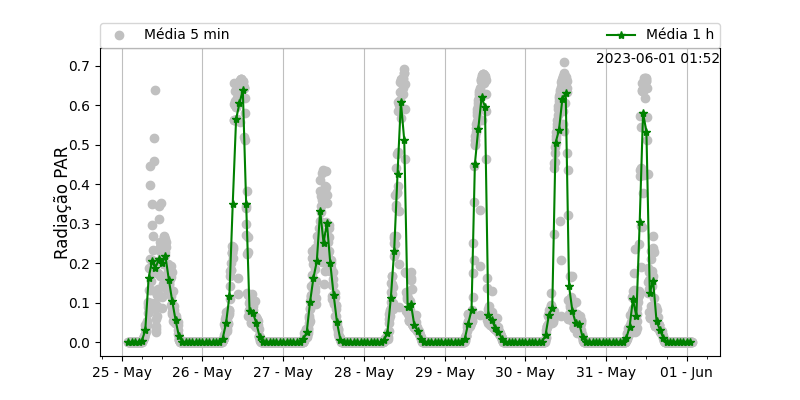 Média 5 min
Média 1 h
2023-06-01 01:52
Radiação PAR
0.7
0.6
0.5
0.4
0.3
0.2
0.1
0.0
25 - May
26 - May
27 - May
28 - May
29 - May
30 - May
31 - May
01 - Jun